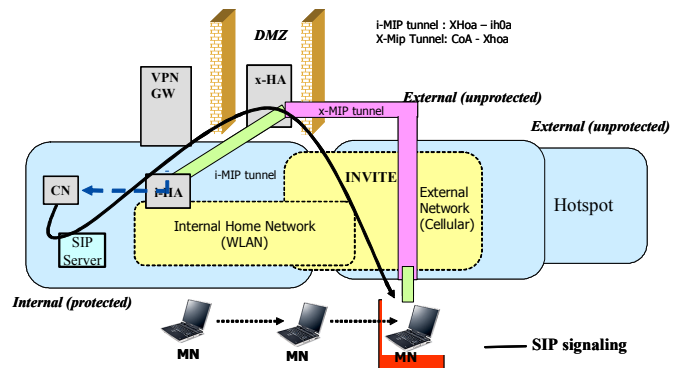 i-MIP tunnel : XHoa – ih0a
X-Mip Tunnel: CoA - Xhoa
DMZ
VPN
GW
x-HA
x-MIP tunnel
External (unprotected)
External (unprotected)
CN
i-HA
i-MIP tunnel
INVITE
External
Network
(Cellular)
Hotspot
Internal Home Network
(WLAN)
SIP
Server
Internal (protected)
MN
MN
MN
SIP signaling